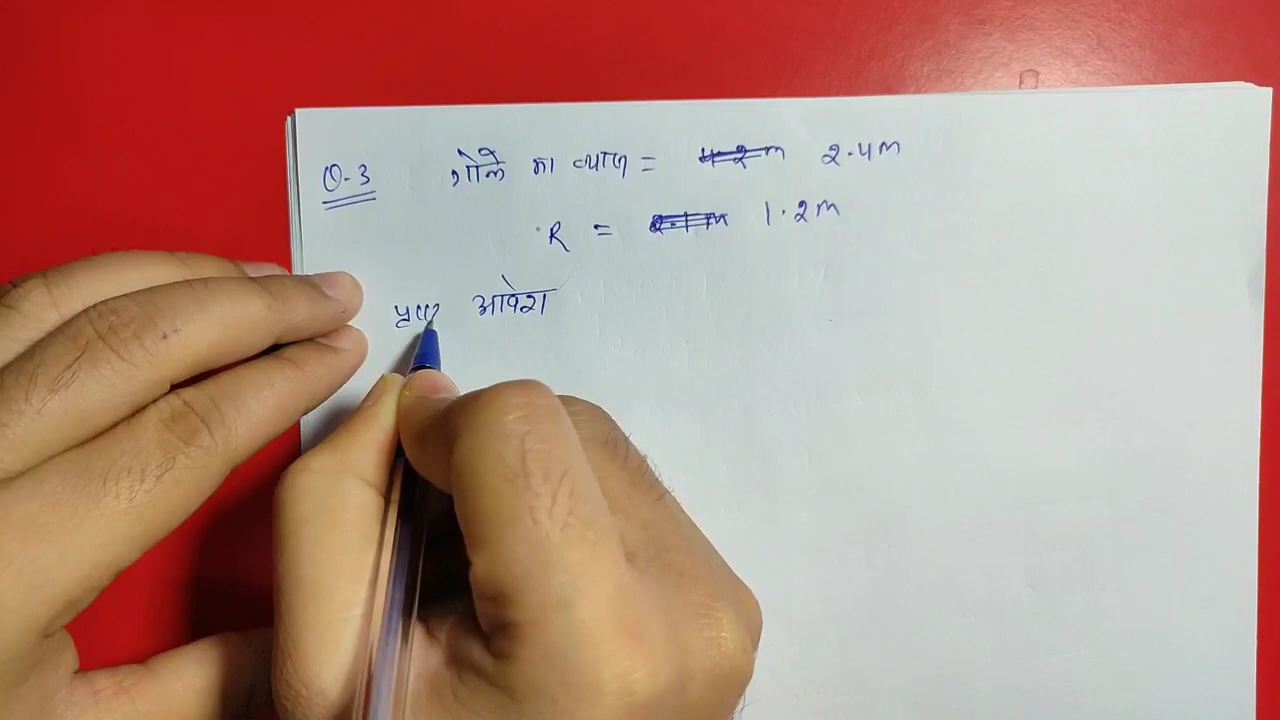 Q-3 गोले का व्यास = 2.4m
R = 1.2m
पृष्ठ आवेश